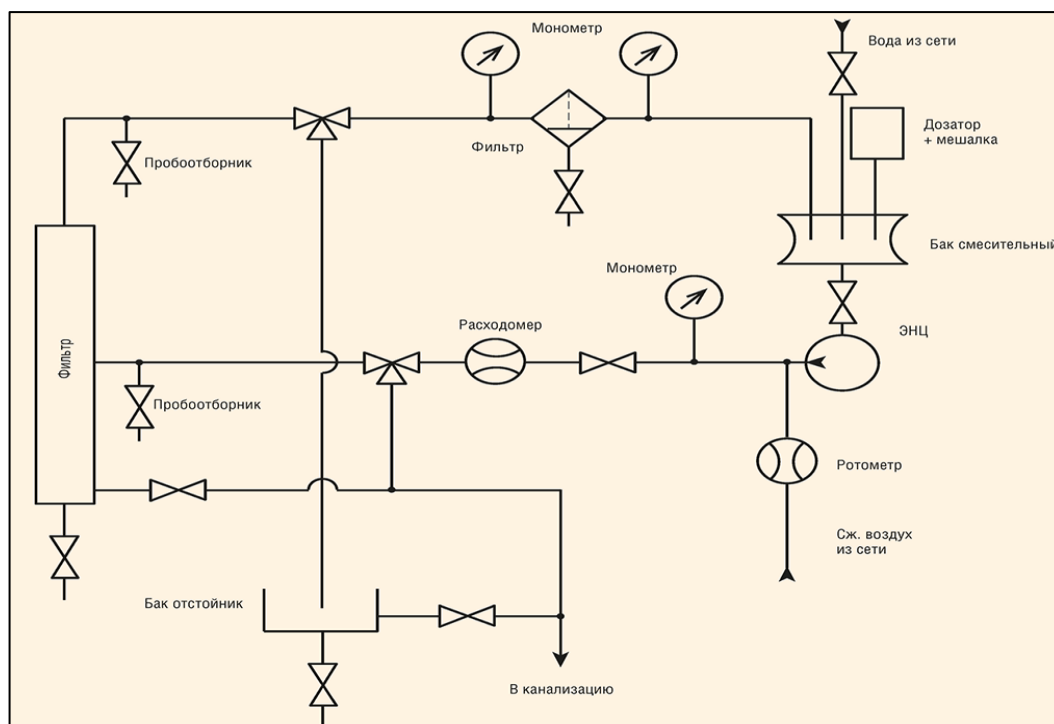 Монометр
Вода из сети
Дозатор
+ мешалка
Пробоотборник
Фильтр
Бак смесительный
Монометр
ЭНЦ
Расходомер
Фильтр
Пробоотборник
Ротометр
Сж. воздух
из сети
Бак отстойник
В канализацию